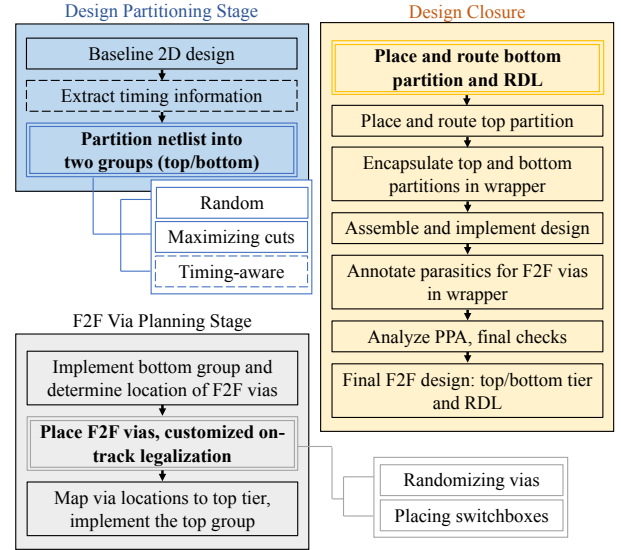 Design Partitioning Stage
Baseline 2D design
Extract timing information
Partition netlist into
two groups (top/bottom)
Random
Maximizing cuts
Timing-aware
F2F Via Planning Stage
Implement bottom group and
determine location of F2F vias
Place F2F vias, customized on-
track legalization
Map via locations to top tier,
implement the top group
Randomizing vias
Placing switchboxes
Design Closure
Place and route bottom
partition and RDL
Place and route top partition
Encapsulate top and bottom
partitions in wrapper
Assemble and implement design
Annotate parasitics for F2F vias
in wrapper
Analyze PPA, final checks
Final F2F design: top/bottom tier
and RDL